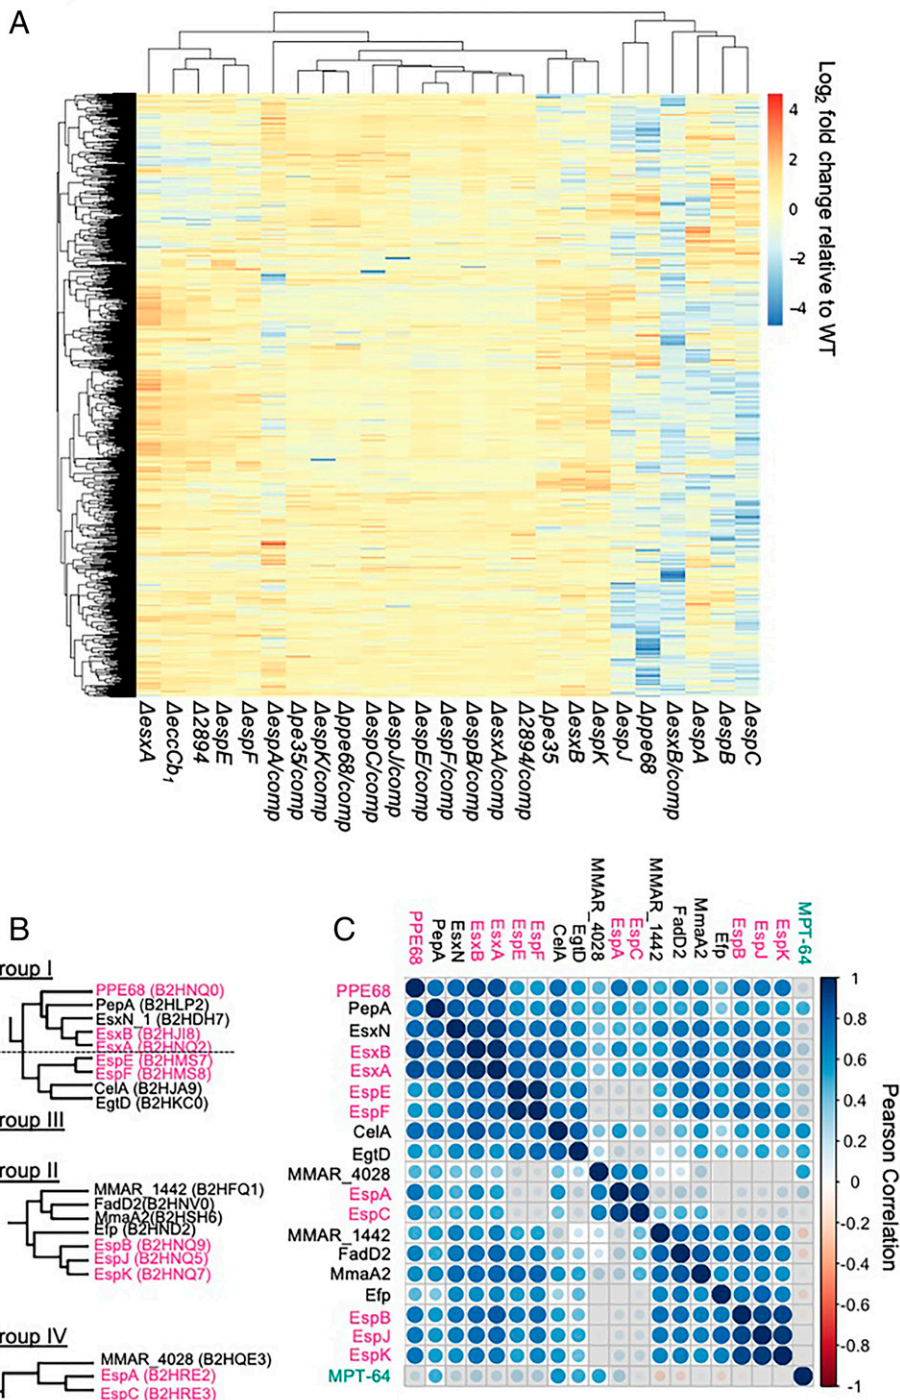 A
Log2 fold change relative to WT
4
2
0
-2
-4
ΔesxA
ΔeccCb1
Δ2894
ΔespE
ΔespF
ΔespA/comp
Δpe35/comp
ΔespK/comp
Δppe68/comp
ΔespC/comp
ΔespJ/comp
ΔespE/comp
ΔespF/comp
ΔespB/comp
ΔesxA/comp
Δ2894/comp
Δpe35
ΔesxB
ΔespK
ΔespJ
Δppe68
ΔesxB/comp
ΔespA
ΔespB
ΔespC
B
roup I
PPE68 (B2HNQ0)
PepA (B2HLP2)
EsxN_1 (B2HDH7)
EsxB (B2HJI8)
EsxA (B2HNQ2)
EspE (B2HMS7)
EspF (B2HMS8)
CelA (B2HJA9)
EgtD (B2HKC0)
roup III
roup II
MMAR_1442 (B2HFQ1)
FadD2(B2HNV0)
MmaA2(B2HSH6)
Efp (B2HND2)
EspB (B2HNQ9)
EspJ (B2HNQ5)
EspK (B2HNQ7)
roup IV
MMAR_4028 (B2HQE3)
EspA (B2HRE2)
EspC (B2HRE3)
C
PPE68
PepA
EsxN
EsxB
EsxA
EspE
EspF
CelA
EgtD
MMAR_4028
EspA
EspC
MMAR_1442
FadD2
MmaA2
Efp
EspB
EspJ
EspK
MPT-64
PPE68
PepA
EsxN
EsxB
EsxA
EspE
EspF
CelA
EgtD
MMAR_4028
EspA
EspC
MMAR_1442
FadD2
MmaA2
Efp
EspB
EspJ
EspK
MPT-64
1
0.8
0.6
0.4
0.2
0
-0.2
-0.4
-0.6
-0.8
-1
Pearson Correlation